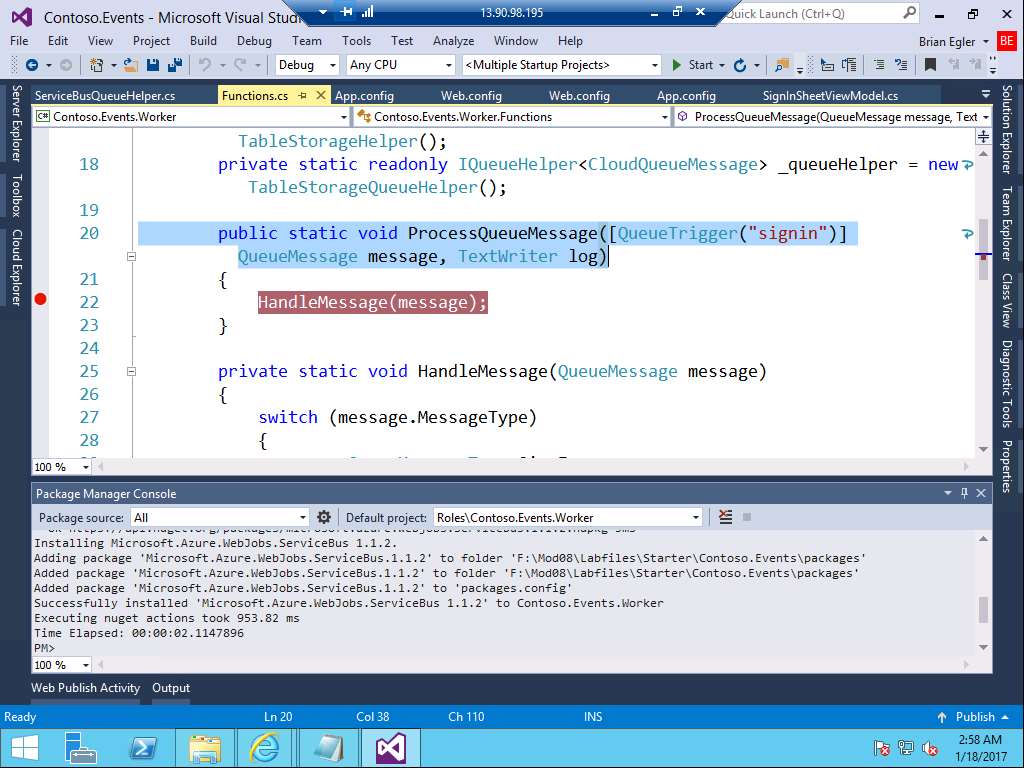 Contoso.Events - Microsoft Visual Studi
13.90.98.195
Quick Launch (Ctrl+Q)
File Edit View Project Build Debug Team Tools Test Analyze Window Help
Brian Egler BE
Debug Any CPU <Multiple Startup Projects> Start
ServiceBusQueueHelper.cs Functions.cs App.config Web.config Web.config App.config SignInSheetViewModel.cs
Contoso.Events.Worker Contoso.Events.Worker.Functions ProcessQueueMessage(QueueMessage message, Text
Server Explorer
Toolbox
Cloud Explorer
TableStorageHelper();
18 private static readonly IQueueHelper<CloudQueueMessage> _queueHelper = new
TableStorageQueueHelper();
19
20 public static void ProcessQueueMessage([QueueTrigger("signin")]
QueueMessage message, TextWriter log)
21 {
22 HandleMessage(message);
23 }
24
25 private static void HandleMessage(QueueMessage message)
26 {
27 switch (message.MessageType)
28 {
100 %
Solution Explorer
Team Explorer
Class View
Diagnostic Tools
Properties
Package Manager Console
Package source: All Default project: Roles\Contoso.Events.Worker
Installing Microsoft.Azure.WebJobs.ServiceBus 1.1.2.
Adding package 'Microsoft.Azure.WebJobs.ServiceBus.1.1.2' to folder 'F:\Mod08\Labfiles\Starter\Contoso.Events\packages'
Added package 'Microsoft.Azure.WebJobs.ServiceBus.1.1.2' to folder 'F:\Mod08\Labfiles\Starter\Contoso.Events\packages'
Added package 'Microsoft.Azure.WebJobs.ServiceBus.1.1.2' to 'packages.config'
Successfully installed 'Microsoft.Azure.WebJobs.ServiceBus 1.1.2' to Contoso.Events.Worker
Executing nuget actions took 953.82 ms
Time Elapsed: 00:00:02.1147896
PM>
100 %
Web Publish Activity Output
Ready Ln 20 Col 38 Ch 110 INS Publish
2:58 AM
1/18/2017